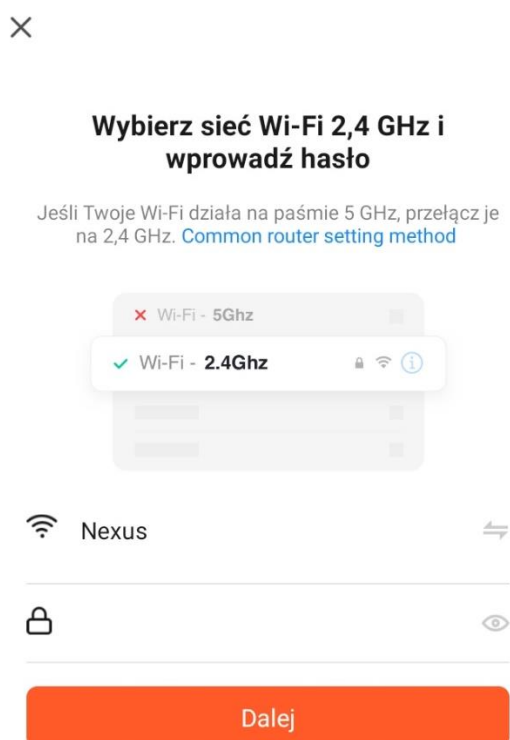 Wybierz sieć Wi-Fi 2,4 GHz i
wprowadź hasło
Jeśli Twoje Wi-Fi działa na paśmie 5 GHz, przełącz je
na 2,4 GHz. Common router setting method
Wi-Fi - 5Ghz
Wi-Fi - 2.4Ghz
Nexus
Dalej